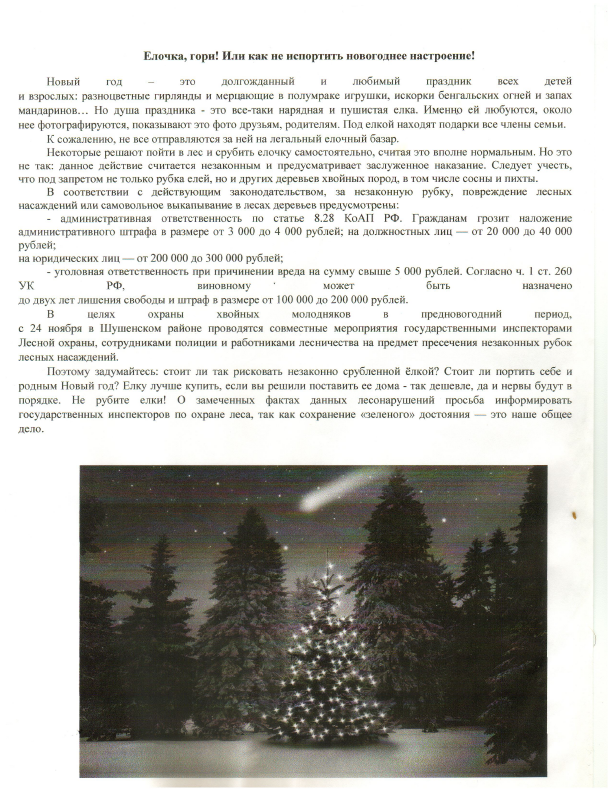 Елочка, гори! Или как не испортить новогоднее настроение!
Новый год – это долгожданный и любимый праздник всех детей
и взрослых: разноцветные гирлянды и мерцающие в полумраке игрушки, искорки бенгальских огней и запах
мандаринов… Но душа праздника - это все-таки нарядная и пушистая елка. Именно ей любуются, около
нее фотографируются, показывают это фото друзьям, родителям. Под елкой находят подарки все члены семьи.
К сожалению, не все отправляются за ней на легальный елочный базар.
Некоторые решают пойти в лес и срубить елочку самостоятельно, считая это вполне нормальным. Но это
не так: данное действие считается незаконным и предусматривает заслуженное наказание. Следует учесть,
что под запретом не только рубка елей, но и других деревьев хвойных пород, в том числе сосны и пихты.
В соответствии с действующим законодательством, за незаконную рубку, повреждение лесных
насаждений или самовольное выкапывание в лесах деревьев предусмотрены:
- административная ответственность по статье 8.28 КоАП РФ. Гражданам грозит наложение
административного штрафа в размере от 3 000 до 4 000 рублей; на должностных лиц — от 20 000 до 40 000
рублей;
на юридических лиц — от 200 000 до 300 000 рублей;
- уголовная ответственность при причинении вреда на сумму свыше 5 000 рублей. Согласно ч. 1 ст. 260
УК РФ, виновному может быть назначено
до двух лет лишения свободы и штраф в размере от 100 000 до 200 000 рублей.
В целях охраны хвойных молодняков в предновогодний период,
с 24 ноября в Шушенском районе проводятся совместные мероприятия государственными инспекторами
Лесной охраны, сотрудниками полиции и работниками лесничества на предмет пресечения незаконных рубок
лесных насаждений.
Поэтому задумайтесь: стоит ли так рисковать незаконно срубленной ёлкой? Стоит ли портить себе и
родным Новый год? Елку лучше купить, если вы решили поставить ее дома - так дешевле, да и нервы будут в
порядке. Не рубите елки! О замеченных фактах данных лесонарушений просьба информировать
государственных инспекторов по охране леса, так как сохранение «зеленого» достояния — это наше общее
дело.